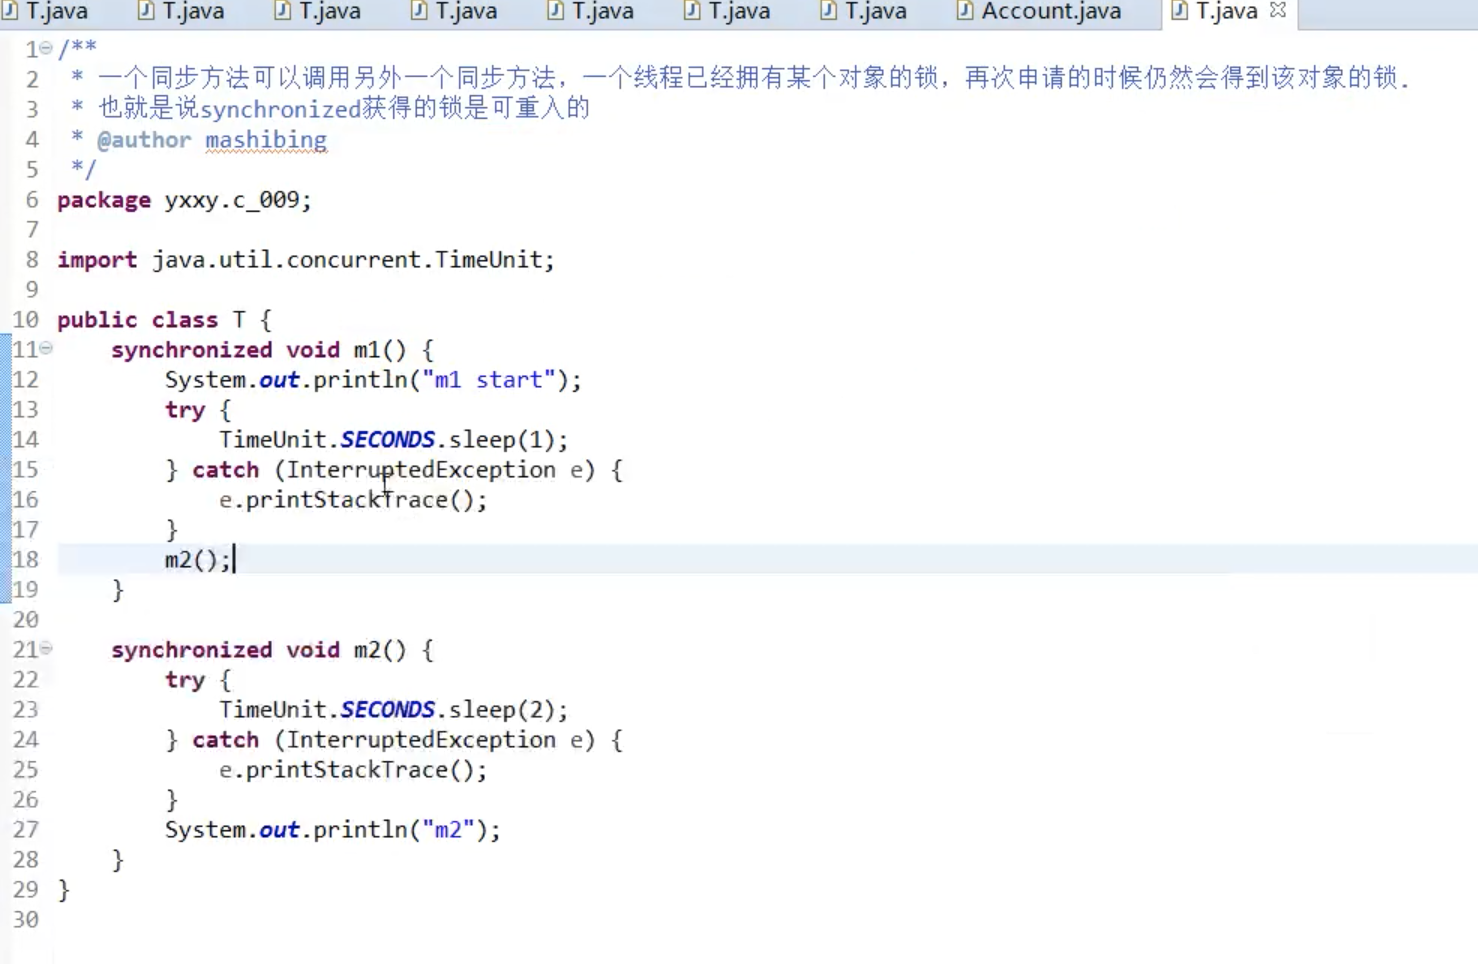 T.java T.java T.java T.java T.java T.java T.java Account.java T.java
1 /**
2  * 一个同步方法可以调用另外一个同步方法，一个线程已经拥有某个对象的锁，再次申请的时候仍然会得到该对象的锁.
3  * 也就是说synchronized获得的锁是可重入的
4  * @author mashibing
5  */
6 package yxxy.c_009;
7
8 import java.util.concurrent.TimeUnit;
9
10 public class T {
11     synchronized void m1() {
12         System.out.println("m1 start");
13         try {
14             TimeUnit.SECONDS.sleep(1);
15         } catch (InterruptedException e) {
16             e.printStackTrace();
17         }
18         m2();
19     }
20
21     synchronized void m2() {
22         try {
23             TimeUnit.SECONDS.sleep(2);
24         } catch (InterruptedException e) {
25             e.printStackTrace();
26         }
27         System.out.println("m2");
28     }
29 }
30